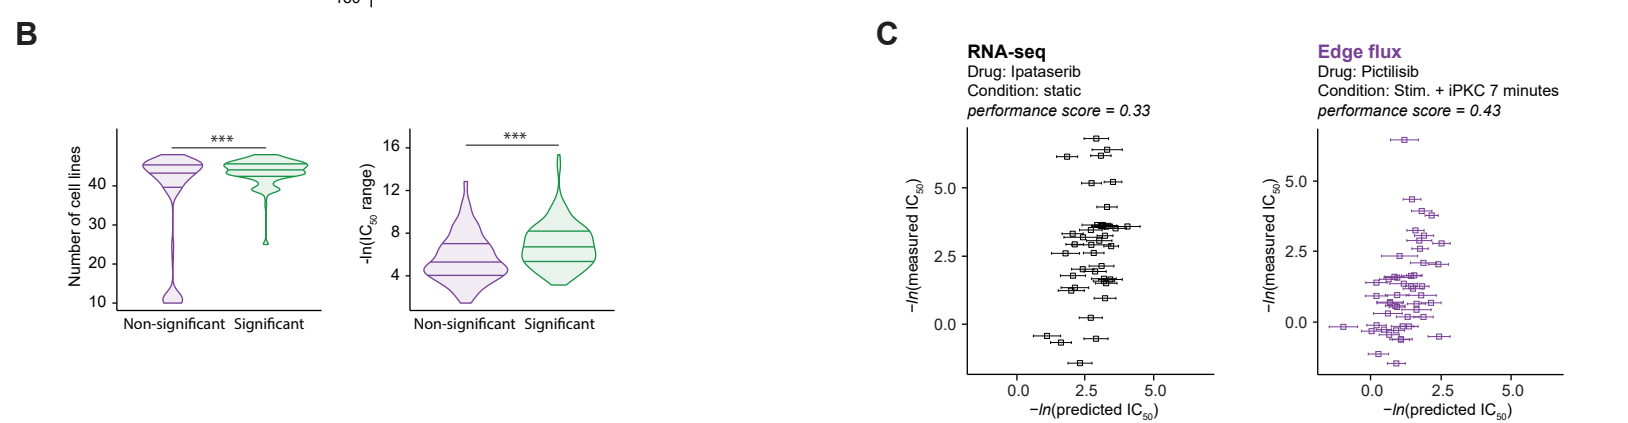 B
C
RNA-seq
Drug: Ipataserib
Condition: static
performance score = 0.33
Edge flux
Drug: Pictilisib
Condition: Stim. + iPKC 7 minutes
performance score = 0.43
Number of cell lines
40
30
20
10
***
Non-significant Significant
-ln(IC50 range)
16
12
8
4
***
Non-significant Significant
−ln(measured IC50)
5.0
2.5
0.0
0.0 2.5 5.0
−ln(predicted IC50)
−ln(measured IC50)
5.0
2.5
0.0
0.0 2.5 5.0
−ln(predicted IC50)